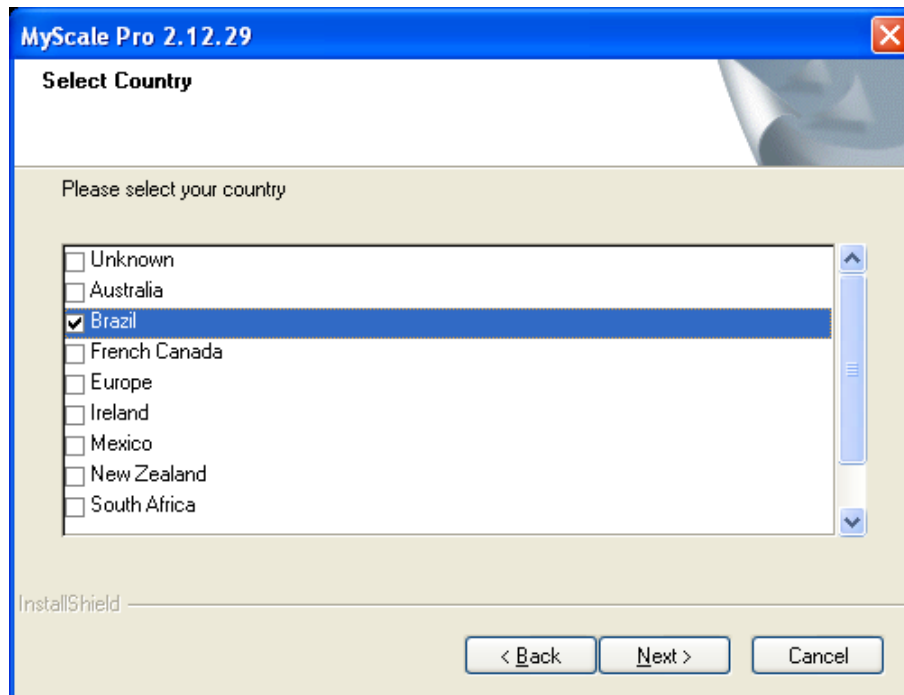 MyScale Pro 2.12.29
Select Country
Please select your country
Unknown
Australia
Brazil
French Canada
Europe
Ireland
Mexico
New Zealand
South Africa
InstallShield
< Back
Next >
Cancel